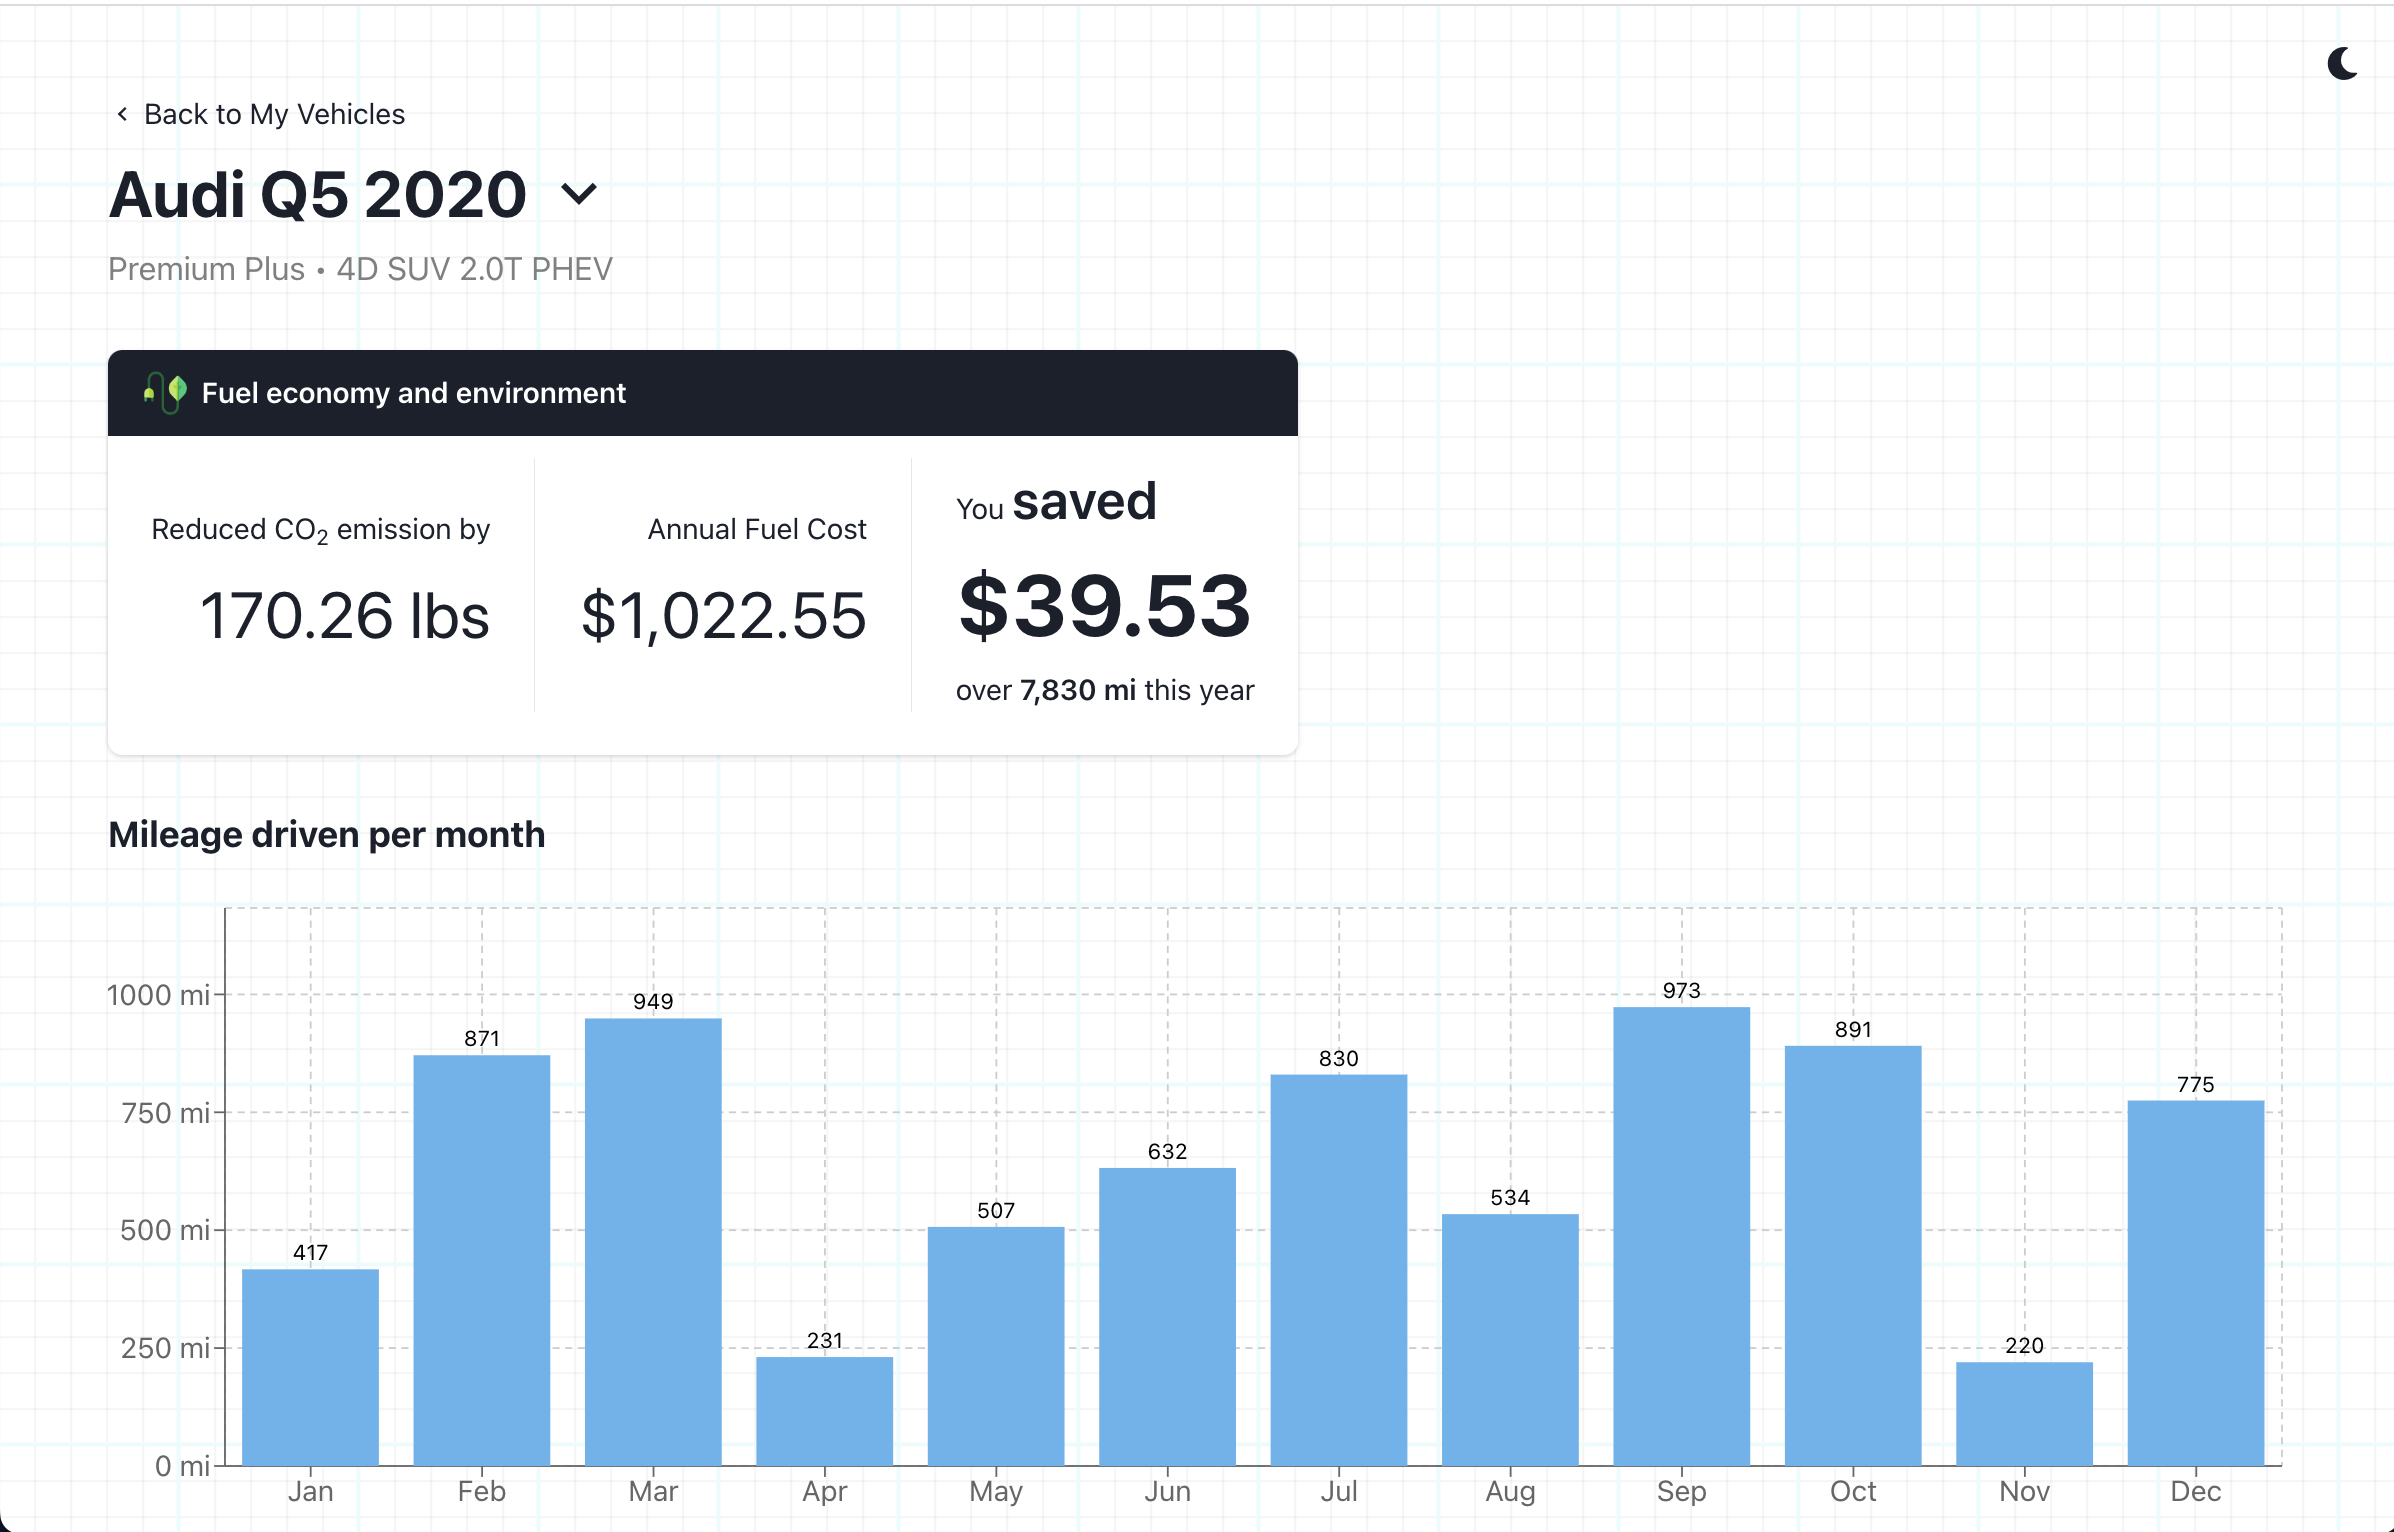 Back to My Vehicles
Audi Q5 2020
Premium Plus • 4D SUV 2.0T PHEV
Fuel economy and environment
Reduced CO₂ emission by
170.26 lbs
Annual Fuel Cost
$1,022.55
You saved
$39.53
over 7,830 mi this year
Mileage driven per month
1000 mi
750 mi
500 mi
250 mi
0 mi
417
871
949
231
507
632
830
534
973
891
220
775
Jan
Feb
Mar
Apr
May
Jun
Jul
Aug
Sep
Oct
Nov
Dec